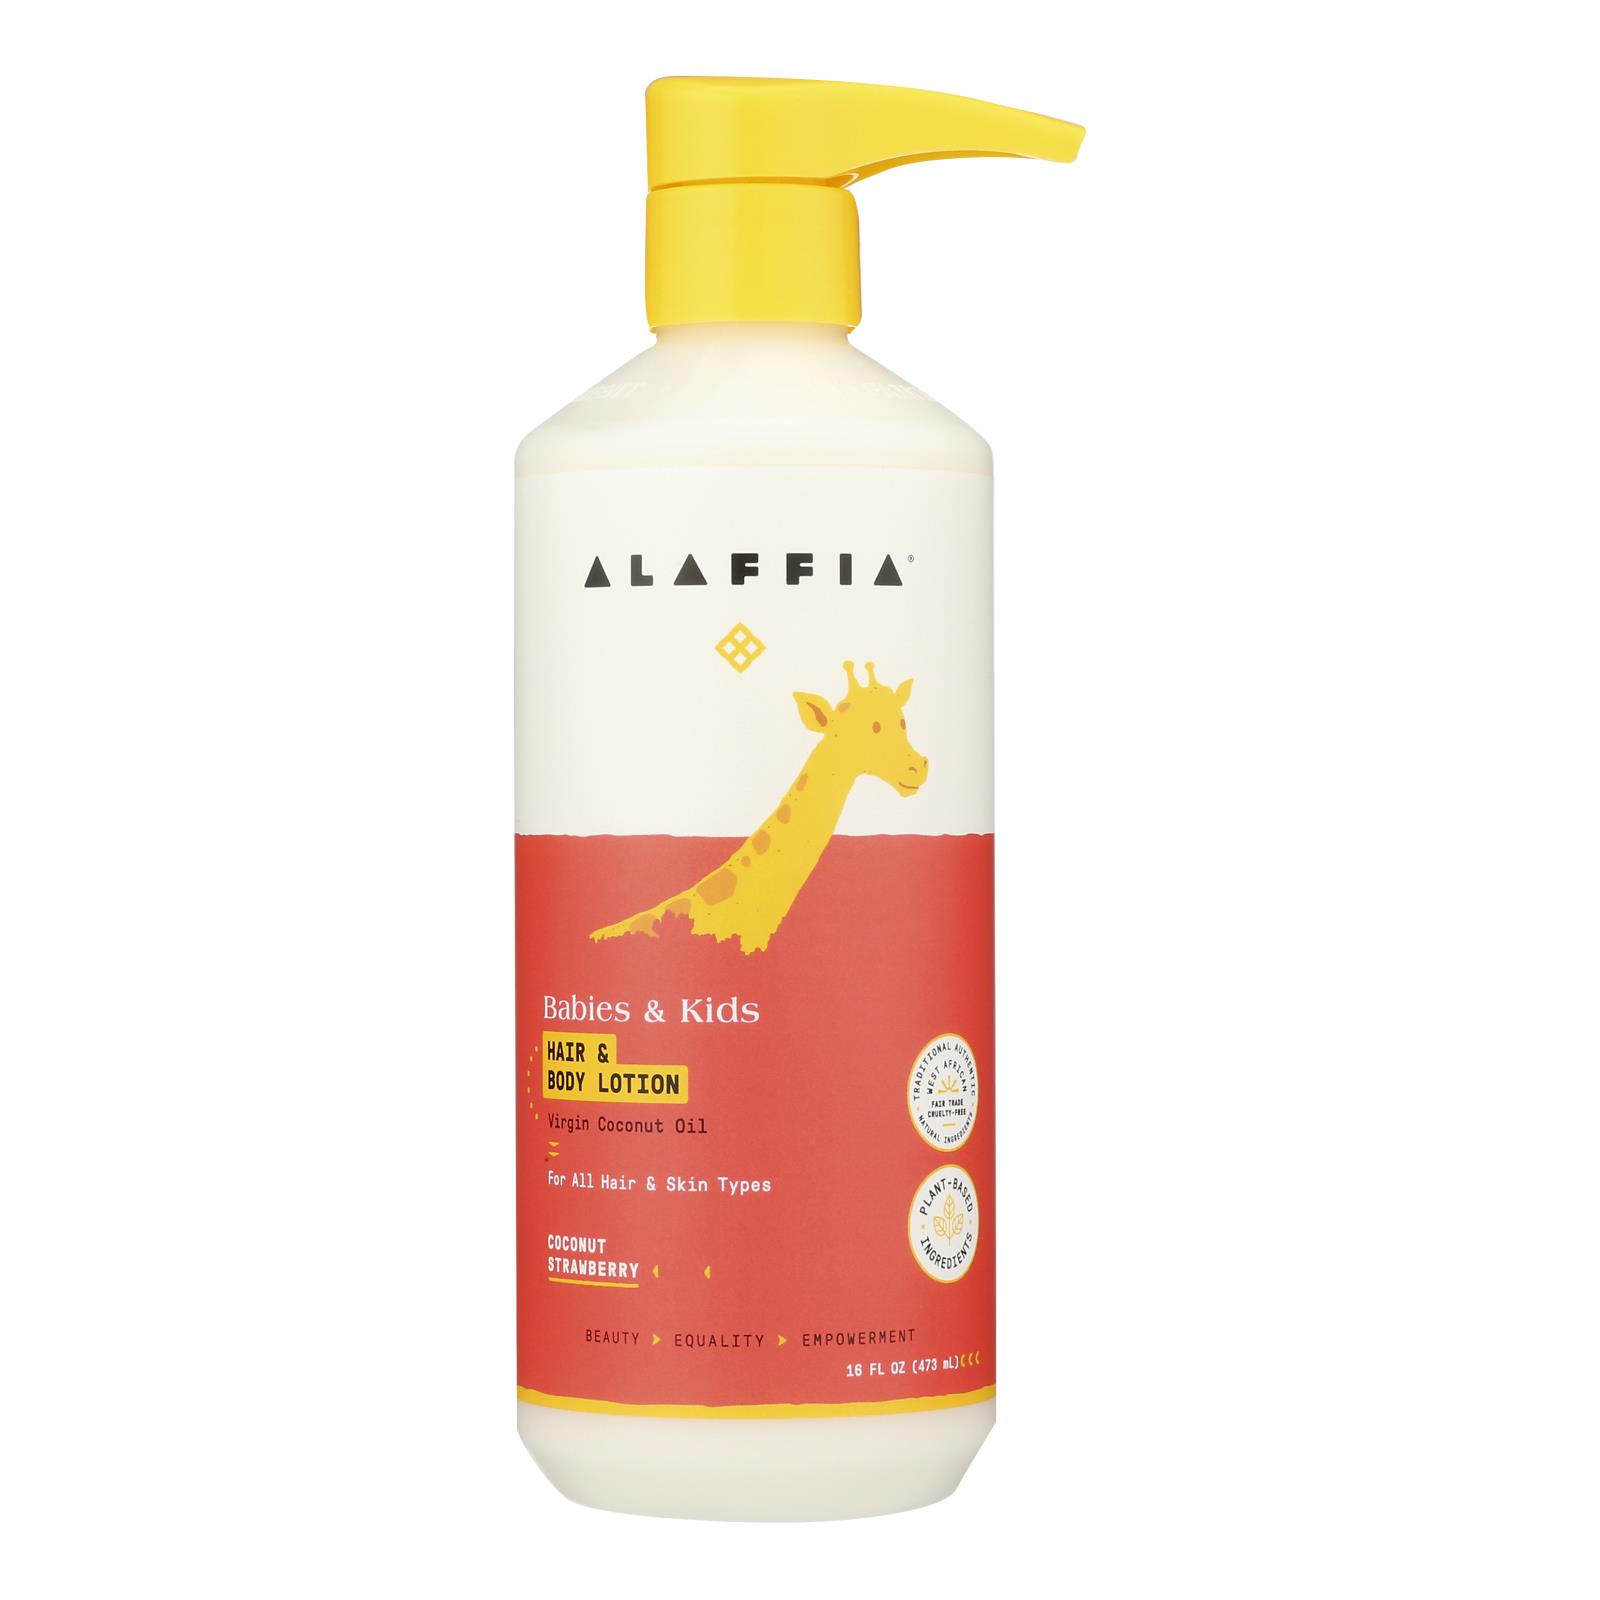 ALAFFIA®
Babies & Kids
HAIR &
BODY LOTION
Virgin Coconut Oil
For All Hair & Skin Types
COCONUT
STRAWBERRY
BEAUTY > EQUALITY > EMPOWERMENT
16 FL OZ (473 mL)
TRADITIONAL AUTHENTIC
WEST AFRICAN
FAIR TRADE
CRUELTY-FREE
NATURAL INGREDIENTS
PLANT-BASED
INGREDIENTS